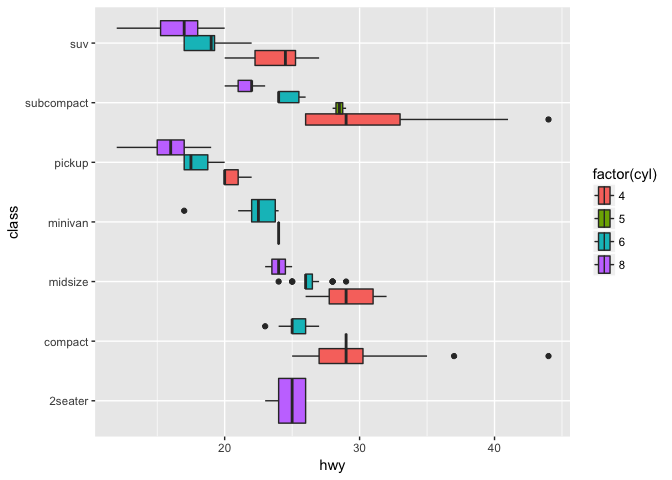 suv
subcompact
pickup
minivan
midsize
compact
2seater
class
20 30 40
hwy
factor(cyl)
4
5
6
8